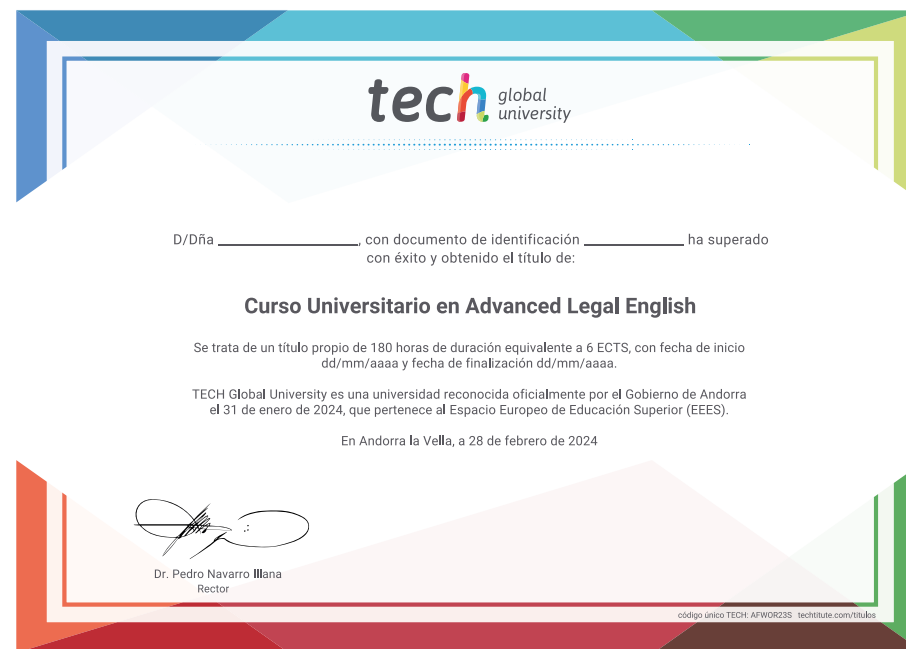 tech global university
D/Dña ____________________, con documento de identificación ______________ ha superado
con éxito y obtenido el título de:
Curso Universitario en Advanced Legal English
Se trata de un título propio de 180 horas de duración equivalente a 6 ECTS, con fecha de inicio
dd/mm/aaaa y fecha de finalización dd/mm/aaaa.
TECH Global University es una universidad reconocida oficialmente por el Gobierno de Andorra
el 31 de enero de 2024, que pertenece al Espacio Europeo de Educación Superior (EEES).
En Andorra la Vella, a 28 de febrero de 2024
Dr. Pedro Navarro Illana
Rector
código único TECH: AFWOR23S techtitute.com/titulos